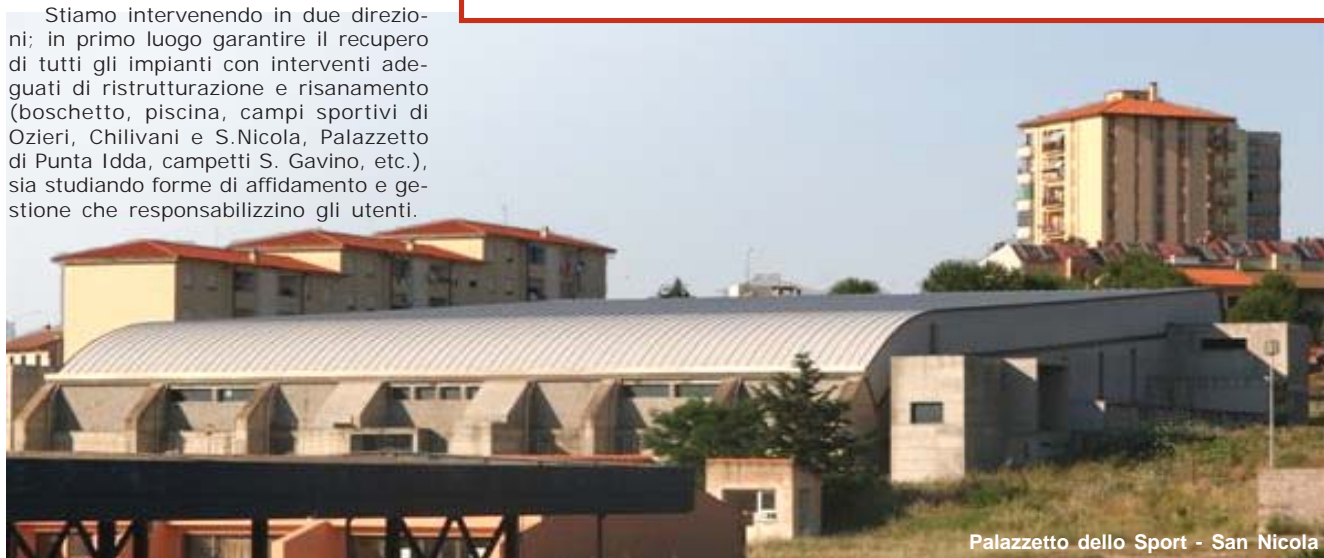 Stiamo intervenendo in due direzio-
ni; in primo luogo garantire il recupero
di tutti gli impianti con interventi ade-
guati di ristrutturazione e risanamento
(boschetto, piscina, campi sportivi di
Ozieri, Chilivani e S.Nicola, Palazzetto
di Punta Idda, campetti S. Gavino, etc.),
sia studiando forme di affidamento e ge-
stione che responsabilizzino gli utenti.
Palazzetto dello Sport - San Nicola